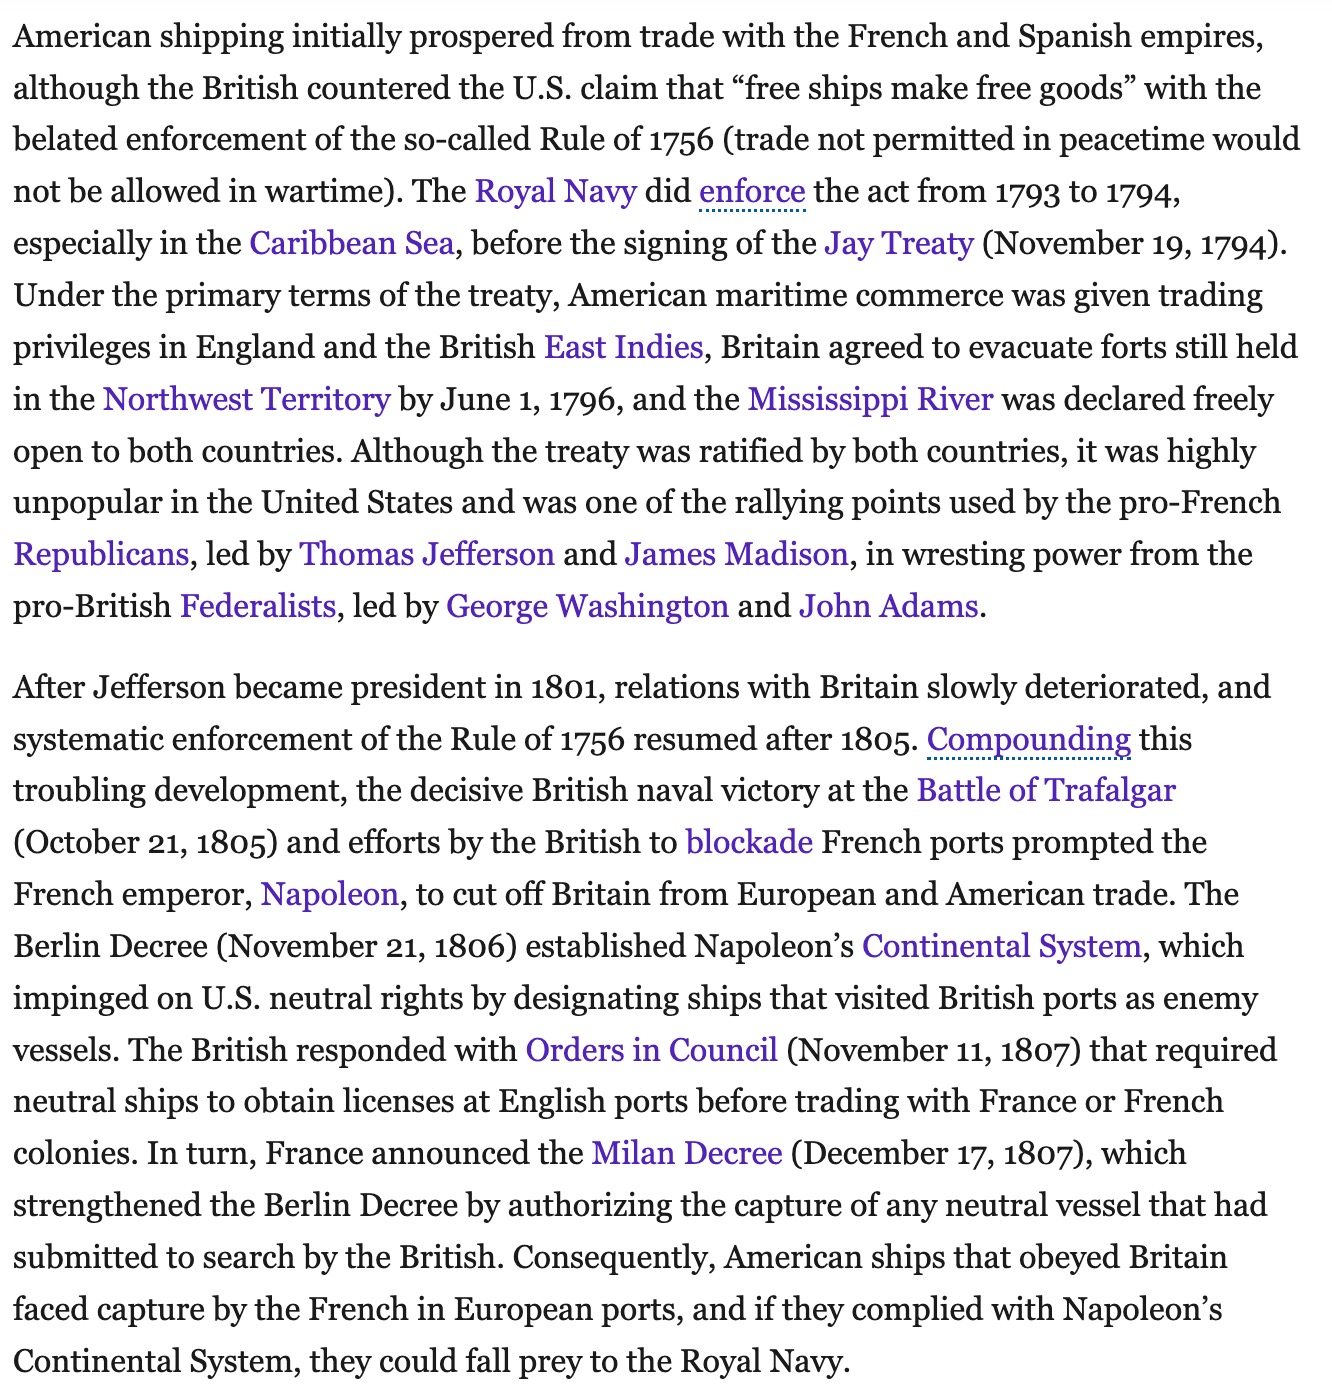 American shipping initially prospered from trade with the French and Spanish empires,
although the British countered the U.S. claim that “free ships make free goods” with the
belated enforcement of the so-called Rule of 1756 (trade not permitted in peacetime would
not be allowed in wartime). The Royal Navy did enforce the act from 1793 to 1794,
especially in the Caribbean Sea, before the signing of the Jay Treaty (November 19, 1794).
Under the primary terms of the treaty, American maritime commerce was given trading
privileges in England and the British East Indies, Britain agreed to evacuate forts still held
in the Northwest Territory by June 1, 1796, and the Mississippi River was declared freely
open to both countries. Although the treaty was ratified by both countries, it was highly
unpopular in the United States and was one of the rallying points used by the pro-French
Republicans, led by Thomas Jefferson and James Madison, in wresting power from the
pro-British Federalists, led by George Washington and John Adams.
After Jefferson became president in 1801, relations with Britain slowly deteriorated, and
systematic enforcement of the Rule of 1756 resumed after 1805. Compounding this
troubling development, the decisive British naval victory at the Battle of Trafalgar
(October 21, 1805) and efforts by the British to blockade French ports prompted the
French emperor, Napoleon, to cut off Britain from European and American trade. The
Berlin Decree (November 21, 1806) established Napoleon’s Continental System, which
impinged on U.S. neutral rights by designating ships that visited British ports as enemy
vessels. The British responded with Orders in Council (November 11, 1807) that required
neutral ships to obtain licenses at English ports before trading with France or French
colonies. In turn, France announced the Milan Decree (December 17, 1807), which
strengthened the Berlin Decree by authorizing the capture of any neutral vessel that had
submitted to search by the British. Consequently, American ships that obeyed Britain
faced capture by the French in European ports, and if they complied with Napoleon’s
Continental System, they could fall prey to the Royal Navy.